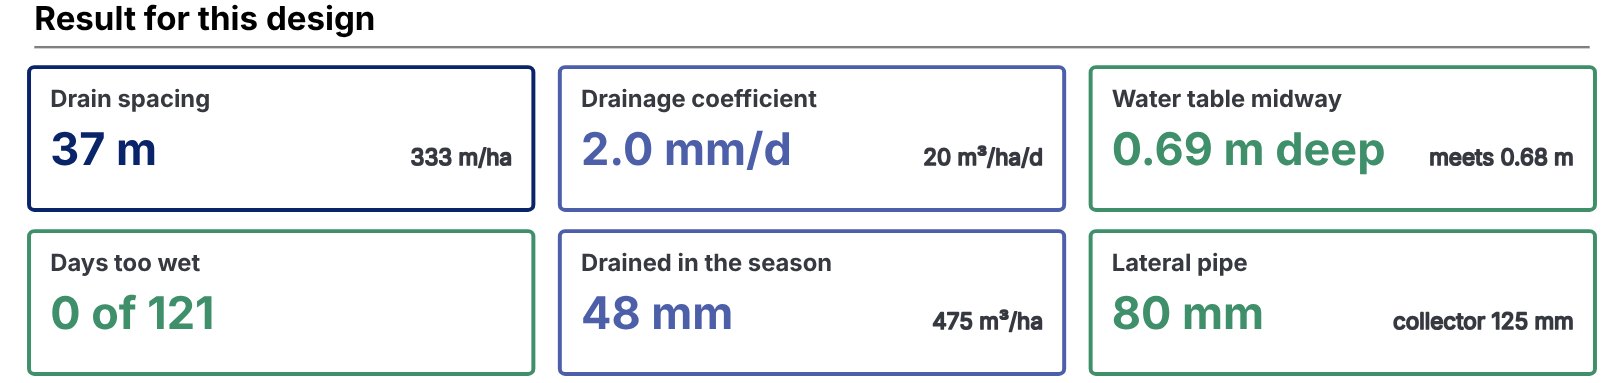 Result for this design
Drain spacing
37 m
333 m/ha
Drainage coefficient
2.0 mm/d
20 m³/ha/d
Water table midway
0.69 m deep
meets 0.68 m
Days too wet
0 of 121
Drained in the season
48 mm
475 m³/ha
Lateral pipe
80 mm
collector 125 mm